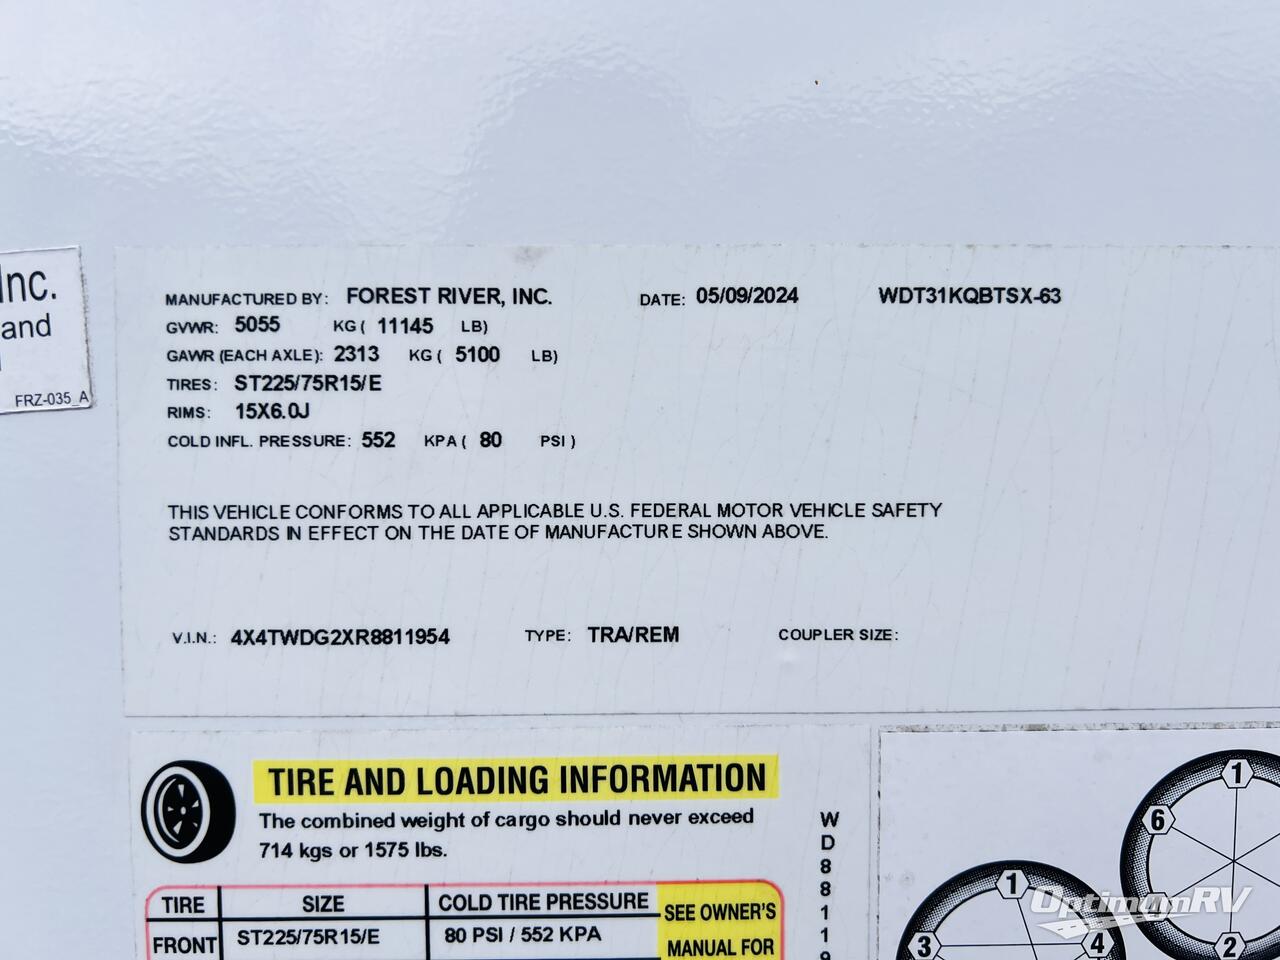 Inc.
and
FRZ-035_A
MANUFACTURED BY: FOREST RIVER, INC. DATE: 05/09/2024 WDT31KQBTSX-63
GVWR: 5055 KG ( 11145 LB)
GAWR (EACH AXLE): 2313 KG ( 5100 LB)
TIRES: ST225/75R15/E
RIMS: 15X6.0J
COLD INFL. PRESSURE: 552 KPA ( 80 PSI )
THIS VEHICLE CONFORMS TO ALL APPLICABLE U.S. FEDERAL MOTOR VEHICLE SAFETY
STANDARDS IN EFFECT ON THE DATE OF MANUFACTURE SHOWN ABOVE.
V.I.N.: 4X4TWDG2XR8811954 TYPE: TRA/REM COUPLER SIZE:
TIRE AND LOADING INFORMATION
The combined weight of cargo should never exceed
714 kgs or 1575 lbs.
TIRE SIZE COLD TIRE PRESSURE SEE OWNER'S
FRONT ST225/75R15/E 80 PSI / 552 KPA MANUAL FOR
W
D
8
8
1
1
1
6
2
1
3
4
OptimumRV